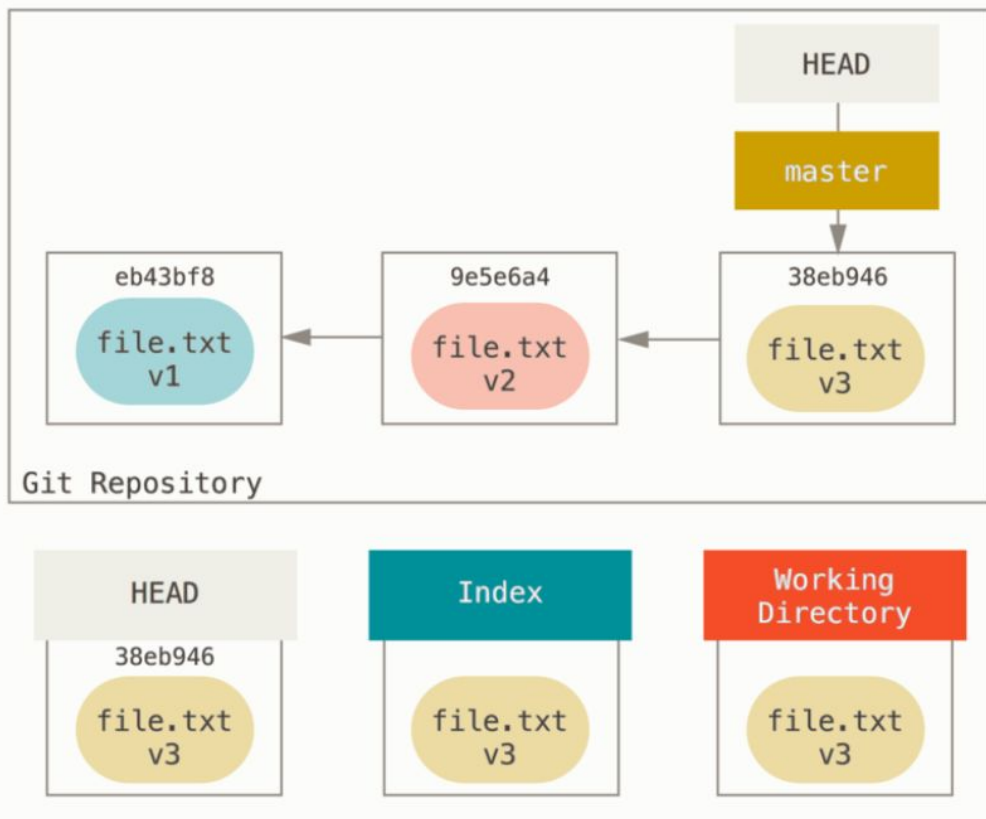 HEAD
master
eb43bf8
file.txt
v1
9e5e6a4
file.txt
v2
38eb946
file.txt
v3
Git Repository
HEAD
38eb946
file.txt
v3
Index
file.txt
v3
Working
Directory
file.txt
v3